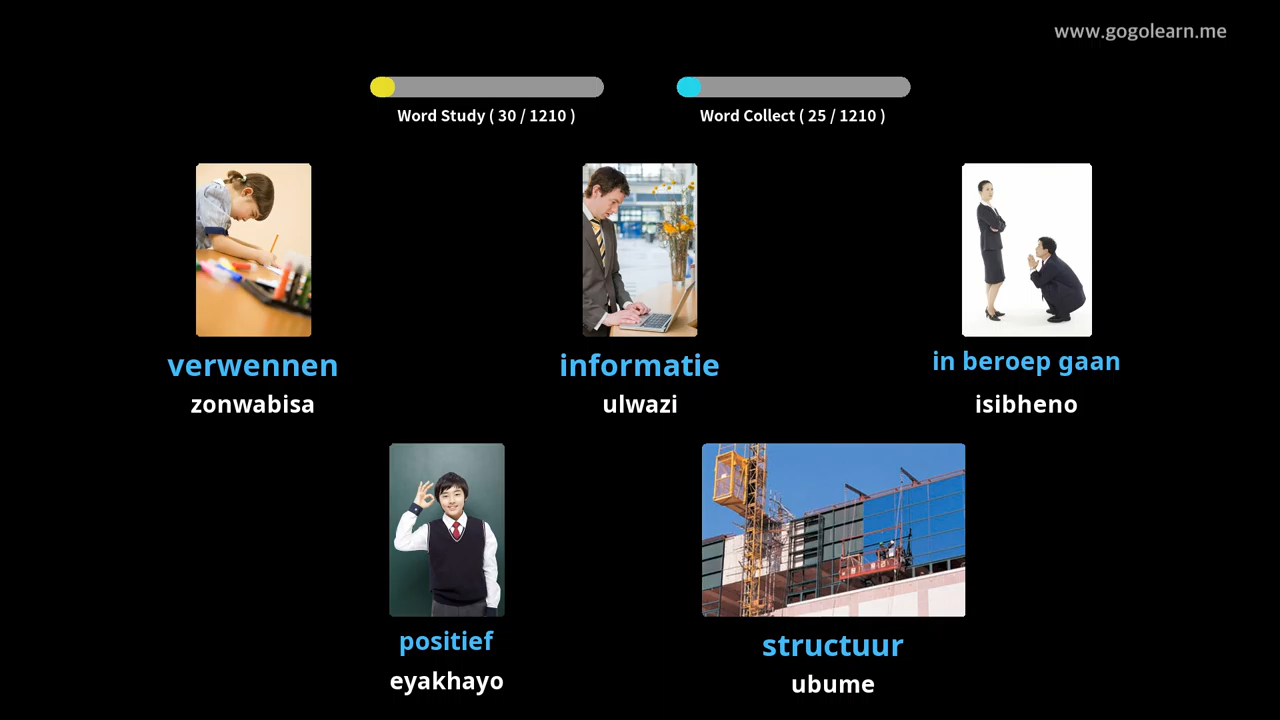 www.gogolearn.me
Word Study ( 30 / 1210 )
Word Collect ( 25 / 1210 )
verwennen
zonwabisa
informatie
ulwazi
in beroep gaan
isibheno
positief
eyakhayo
structuur
ubume